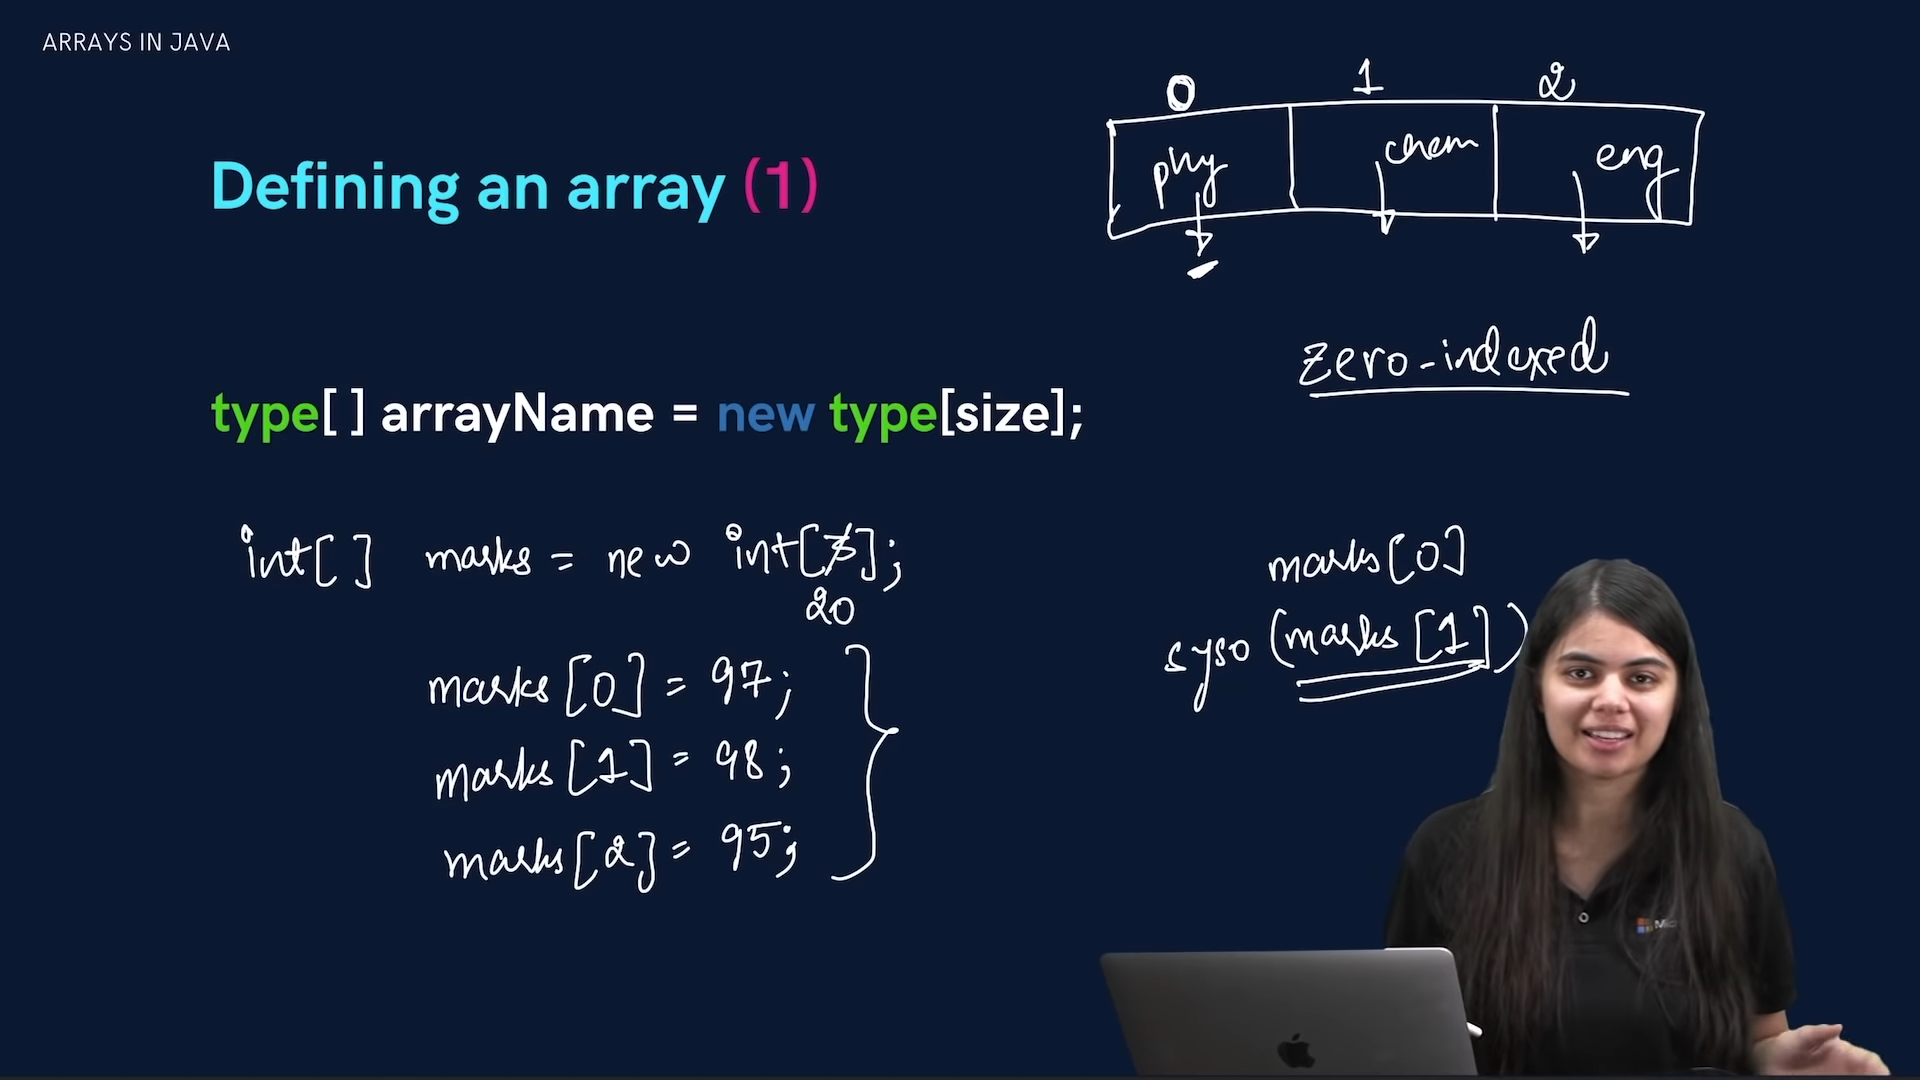 ARRAYS IN JAVA
0 1 2
phy chem eng
Defining an array (1)
zero-indexed
type[ ] arrayName = new type[size];
int[ ] marks = new int[3];
20
marks[0] = 97;
marks[1] = 98;
marks[2] = 95;
marks[0]
syso (marks [1])